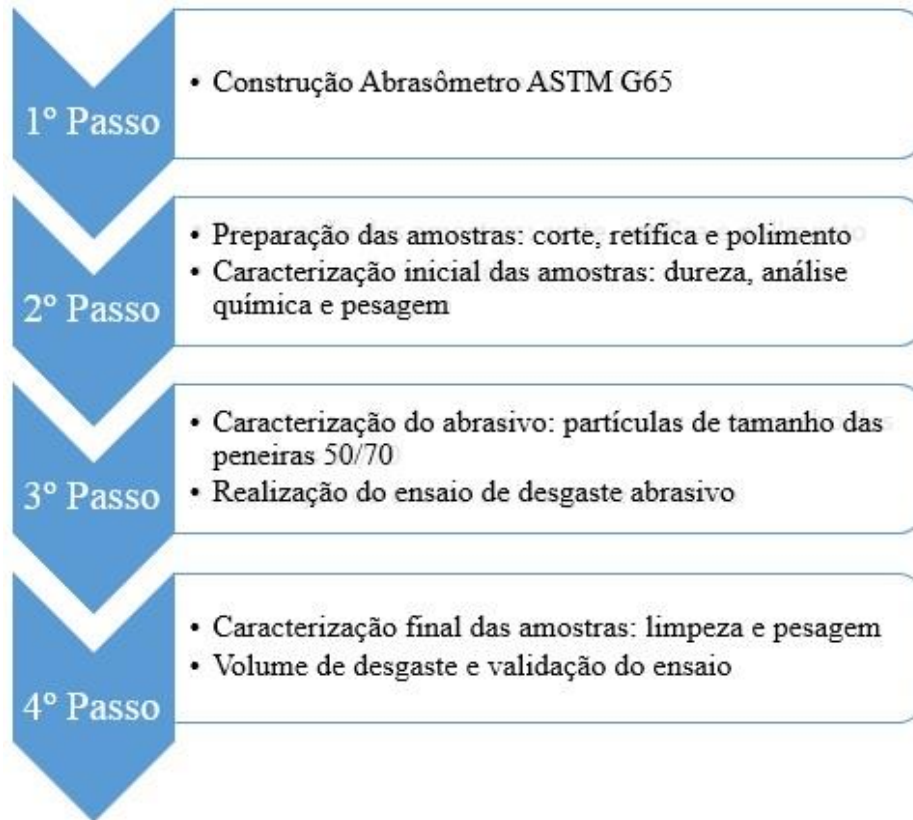 1º Passo
• Construção Abrasômetro ASTM G65
2º Passo
• Preparação das amostras: corte, retífica e polimento
• Caracterização inicial das amostras: dureza, análise
química e pesagem
3º Passo
• Caracterização do abrasivo: partículas de tamanho das
peneiras 50/70
• Realização do ensaio de desgaste abrasivo
4º Passo
• Caracterização final das amostras: limpeza e pesagem
• Volume de desgaste e validação do ensaio